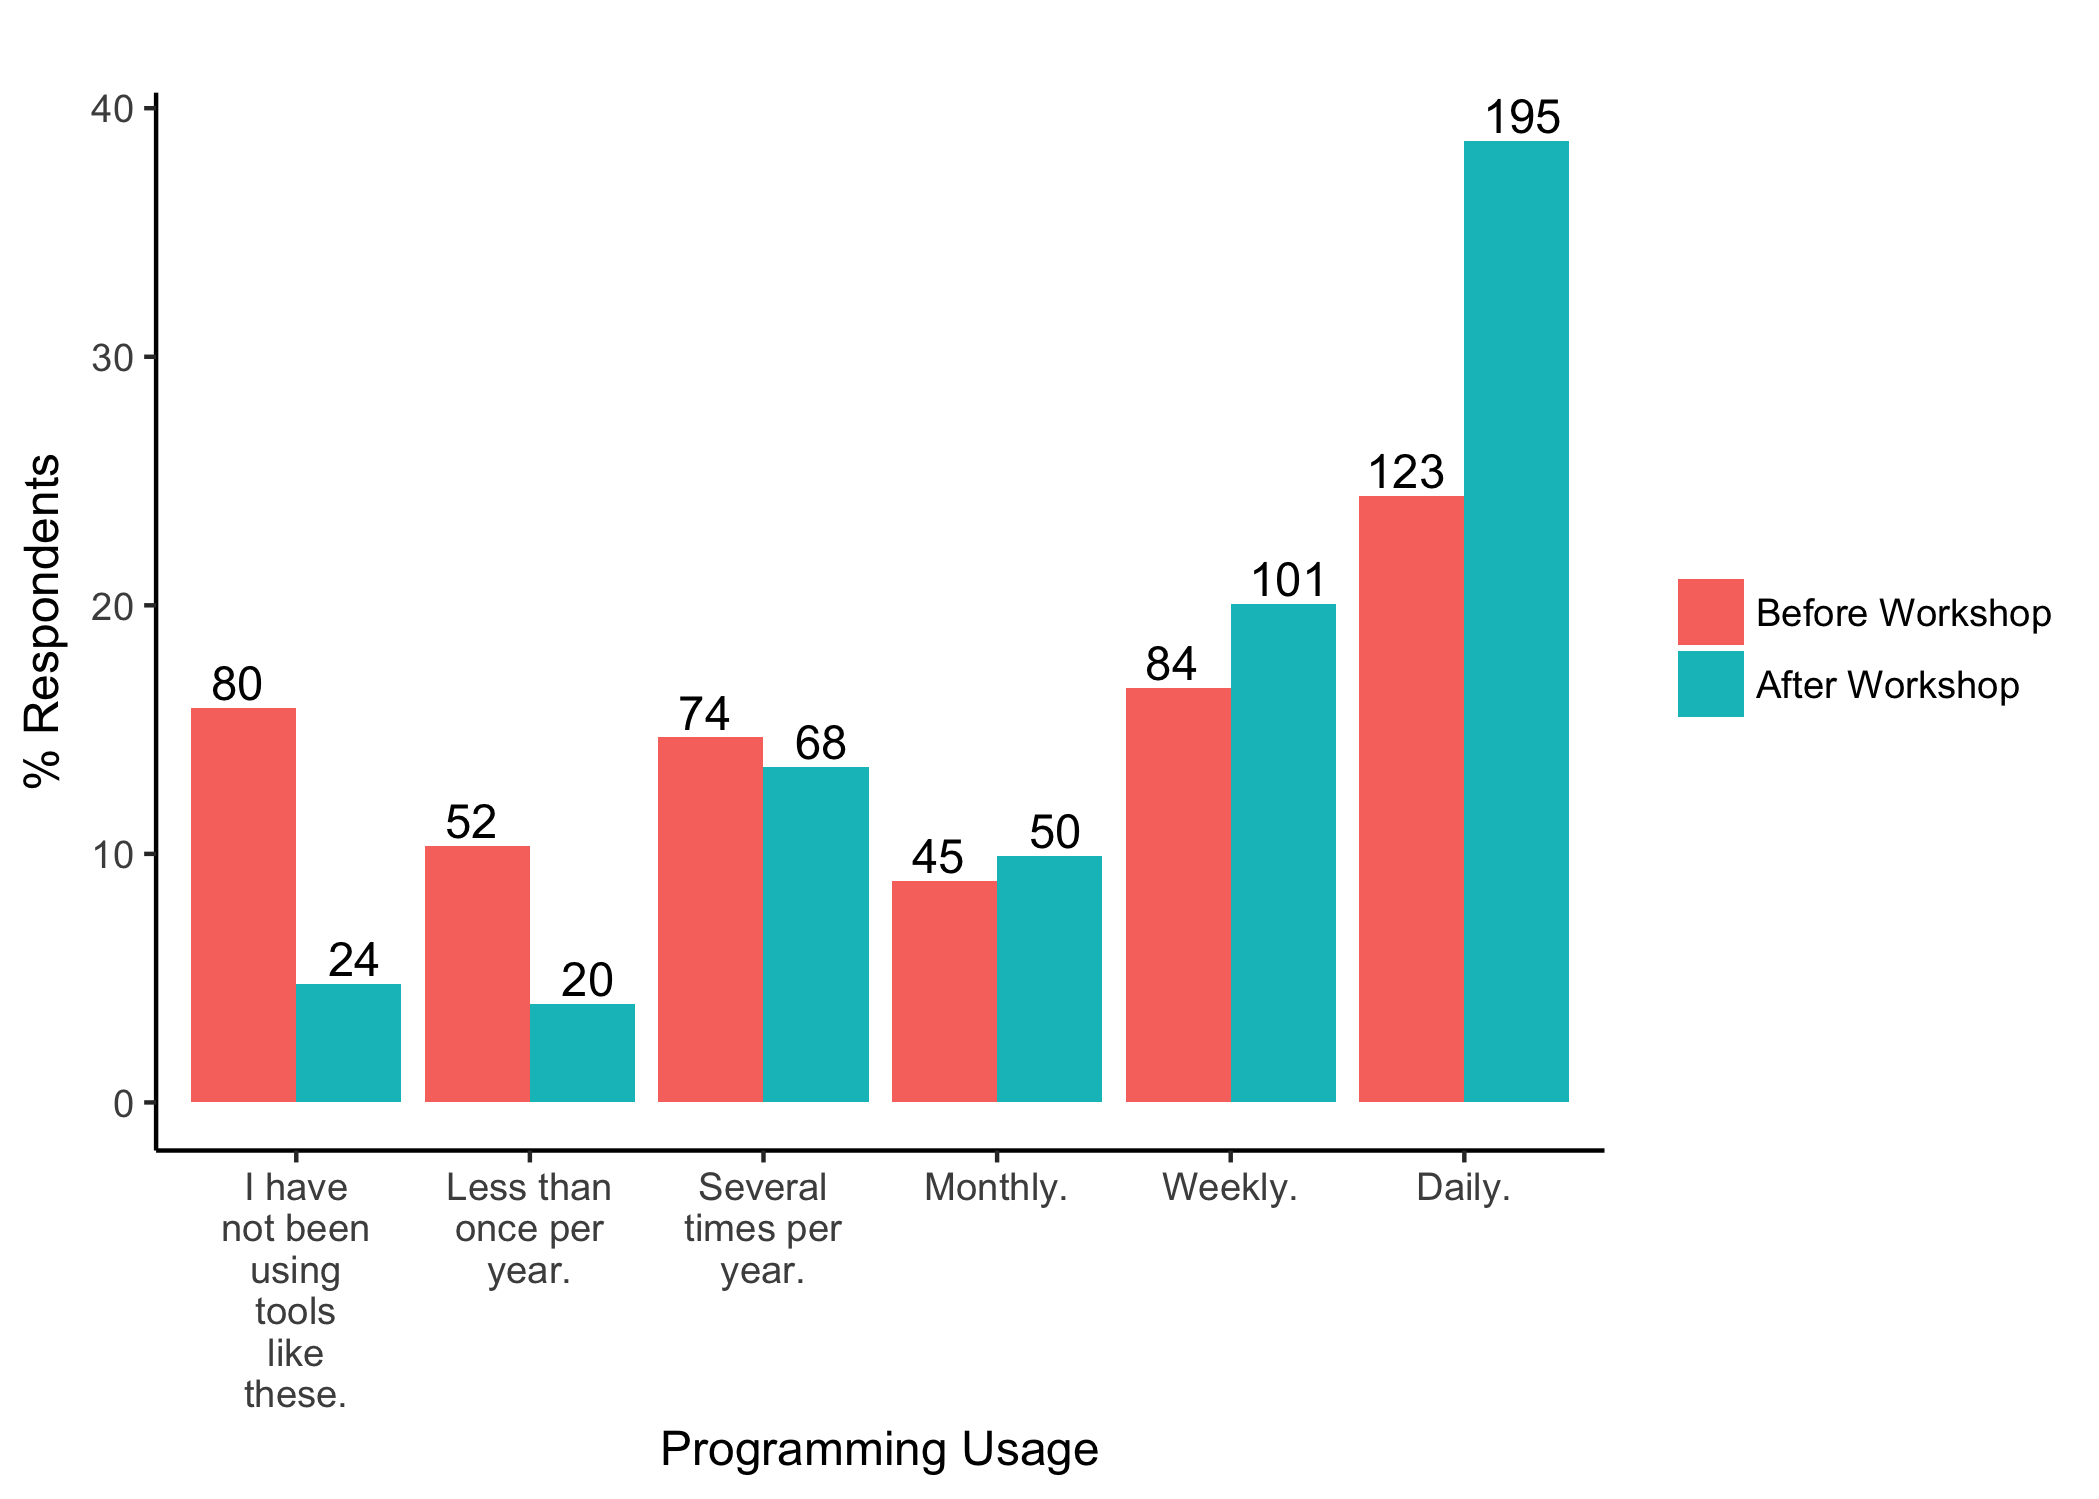 % Respondents
40
30
20
10
0
80
24
52
20
74
68
45
50
84
101
123
195
I have
not been
using
tools
like
these.
Less than
once per
year.
Several
times per
year.
Monthly.
Weekly.
Daily.
Programming Usage
Before Workshop
After Workshop